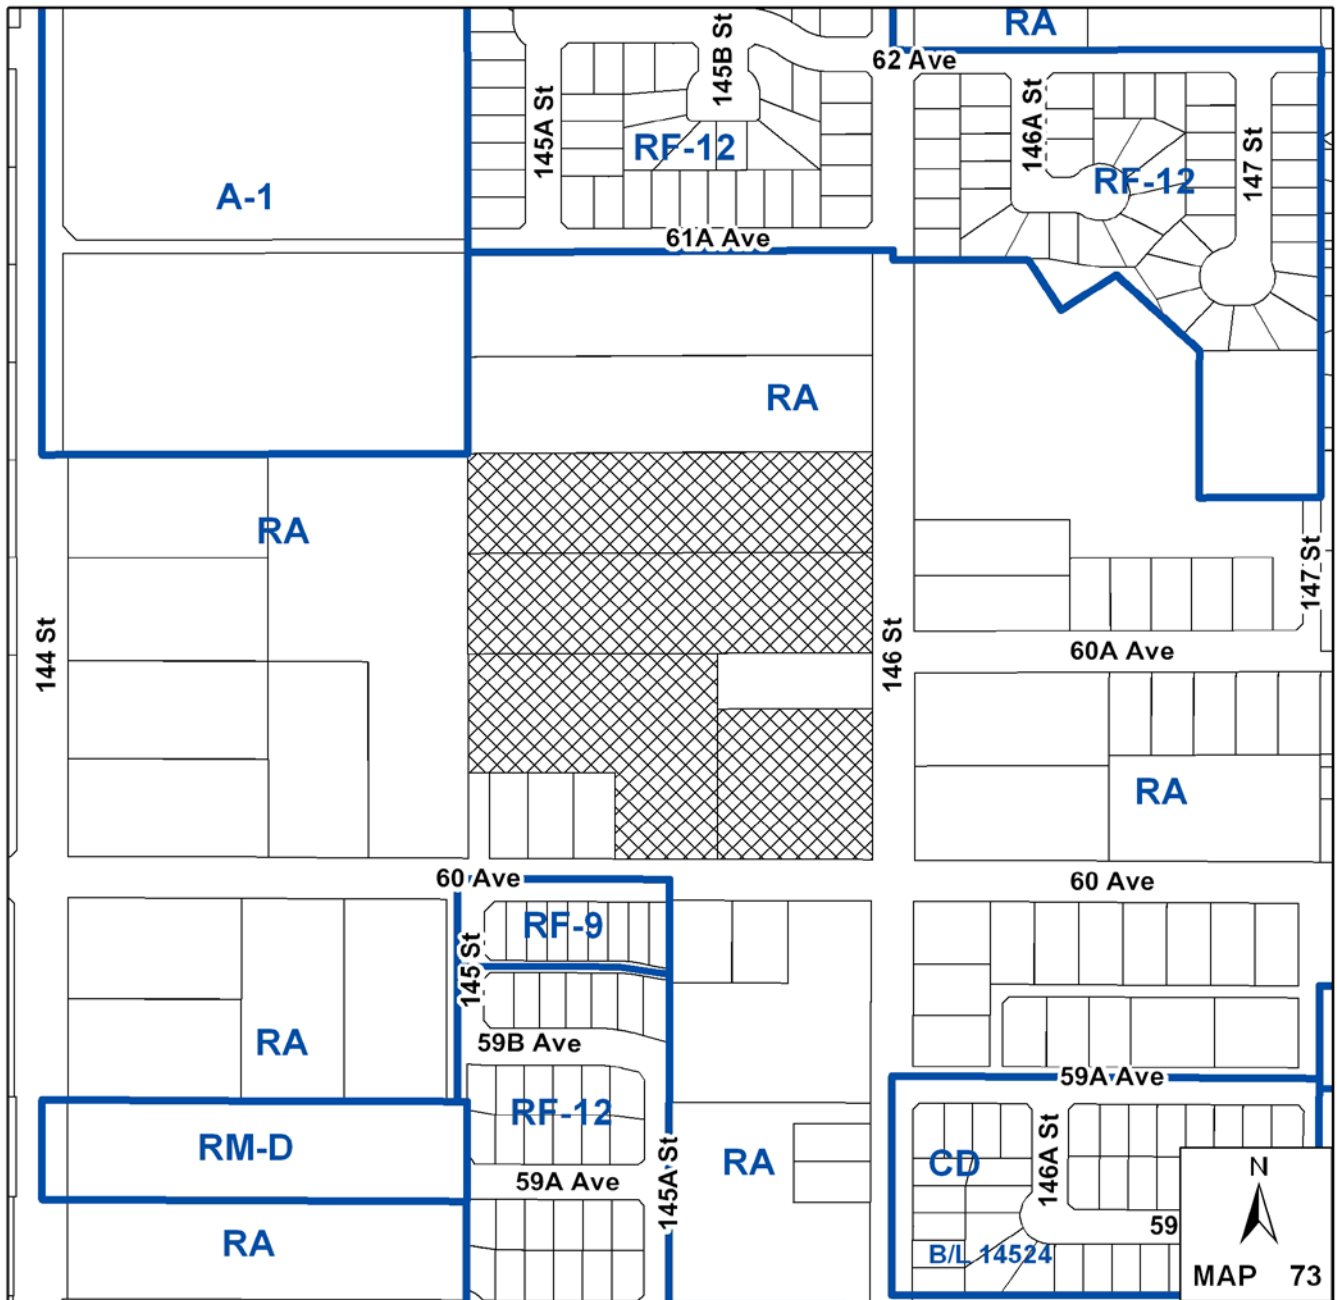 RA
62 Ave
145B St
145A St
146A St
147 St
RF-12
RF-12
A-1
61A Ave
RA
RA
147 St
144 St
146 St
60A Ave
RA
60 Ave
60 Ave
RF-9
145 St
59B Ave
RA
59A Ave
RF-12
RM-D
RA
CD
146A St
145A St
59A Ave
59
RA
B/L 14524
N
MAP 73